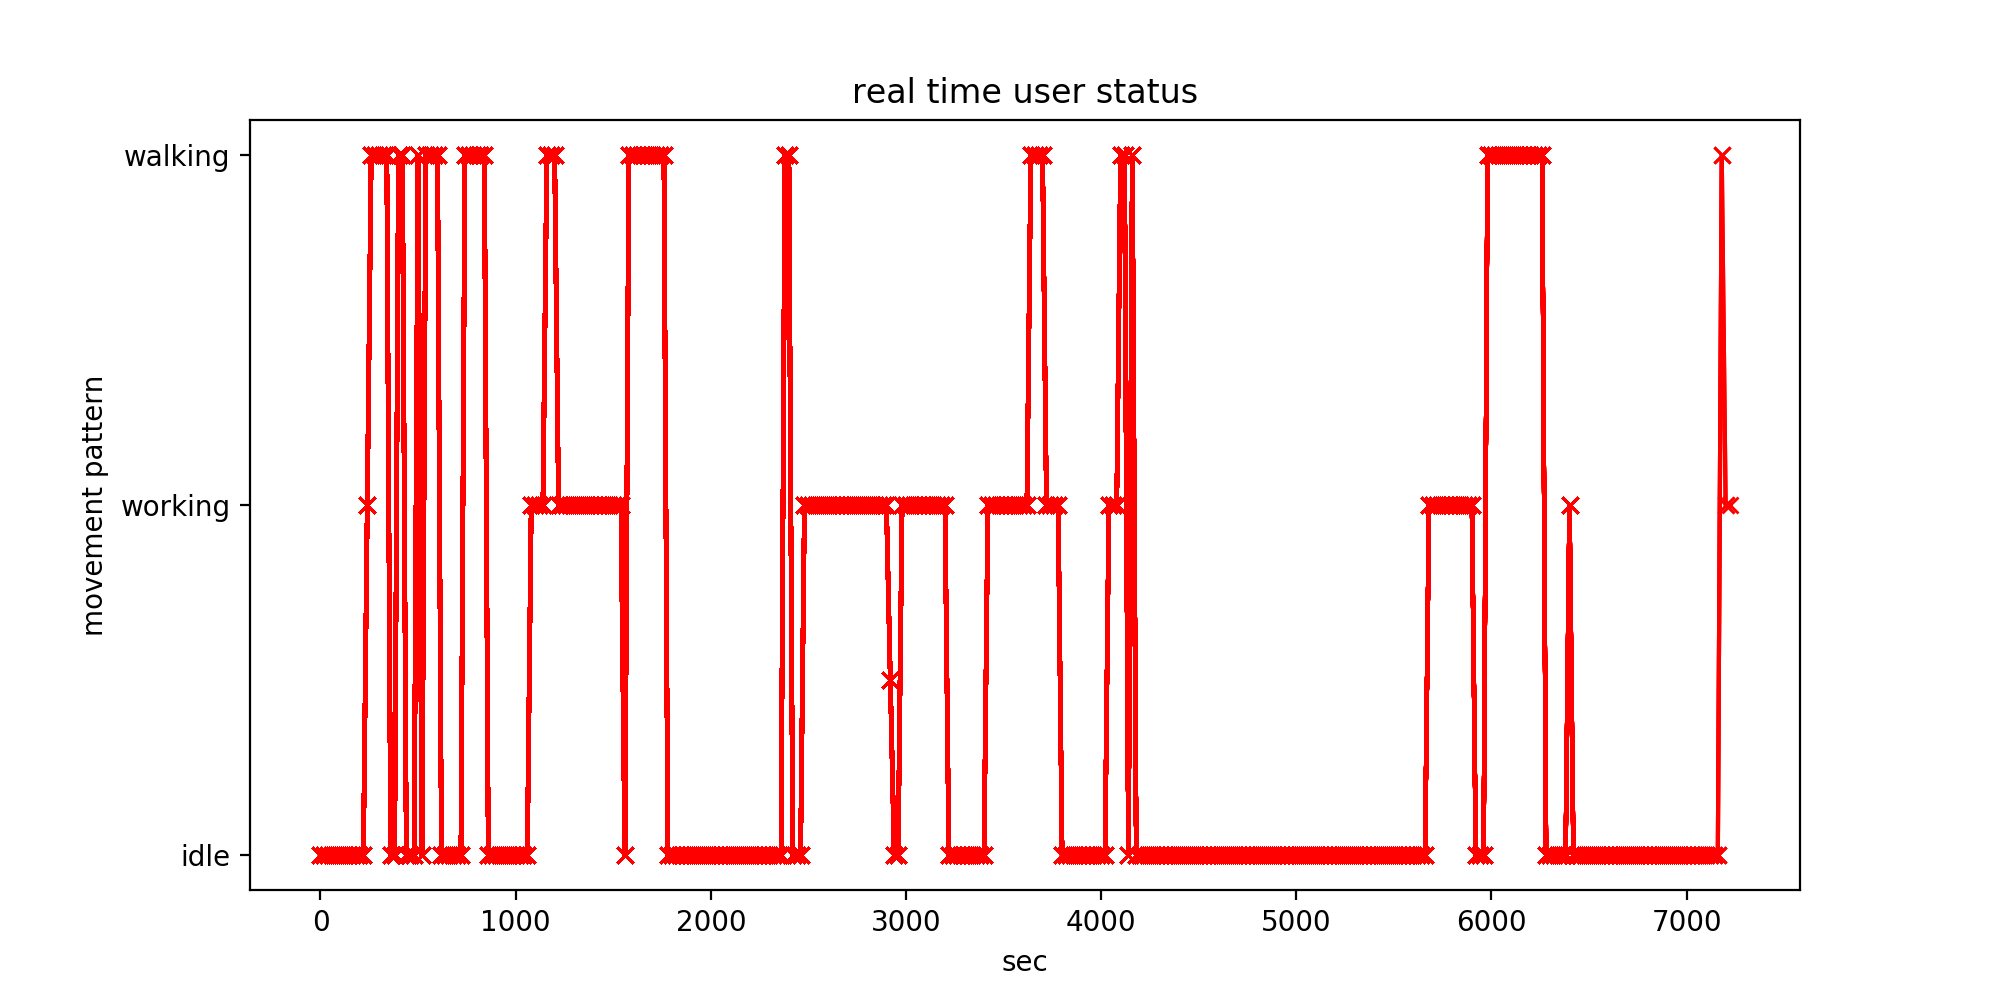 real time user status
walking
working
idle
movement pattern
0 1000 2000 3000 4000 5000 6000 7000
sec